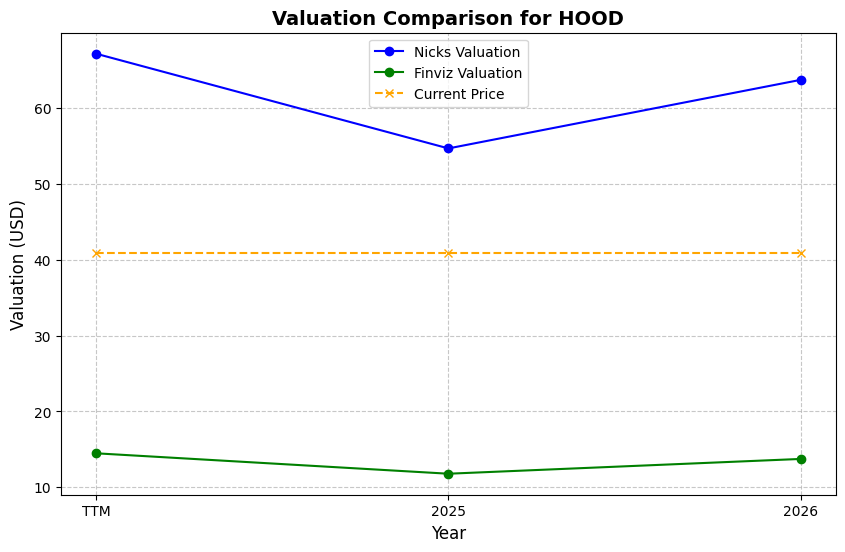 Valuation Comparison for HOOD
Nicks Valuation
Finviz Valuation
Current Price
Valuation (USD)
60
50
40
30
20
10
TTM
2025
2026
Year